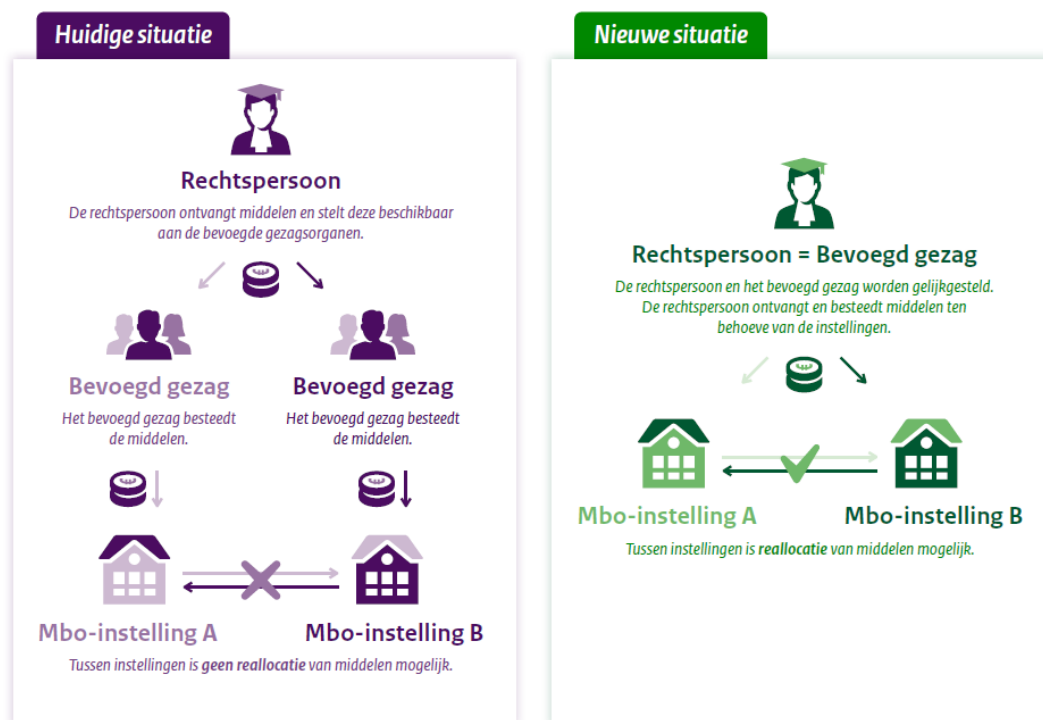 Huidige situatie
Rechtspersoon
De rechtspersoon ontvangt middelen en stelt deze beschikbaar
aan de bevoegde gezagsorganen.
Bevoegd gezag
Het bevoegd gezag besteedt
de middelen.
Bevoegd gezag
Het bevoegd gezag besteedt
de middelen.
Mbo-instelling A
Mbo-instelling B
Tussen instellingen is geen reallocatie van middelen mogelijk.
Nieuwe situatie
Rechtspersoon = Bevoegd gezag
De rechtspersoon en het bevoegd gezag worden gelijkgesteld.
De rechtspersoon ontvangt en besteedt middelen ten
behoeve van de instellingen.
Mbo-instelling A
Mbo-instelling B
Tussen instellingen is reallocatie van middelen mogelijk.